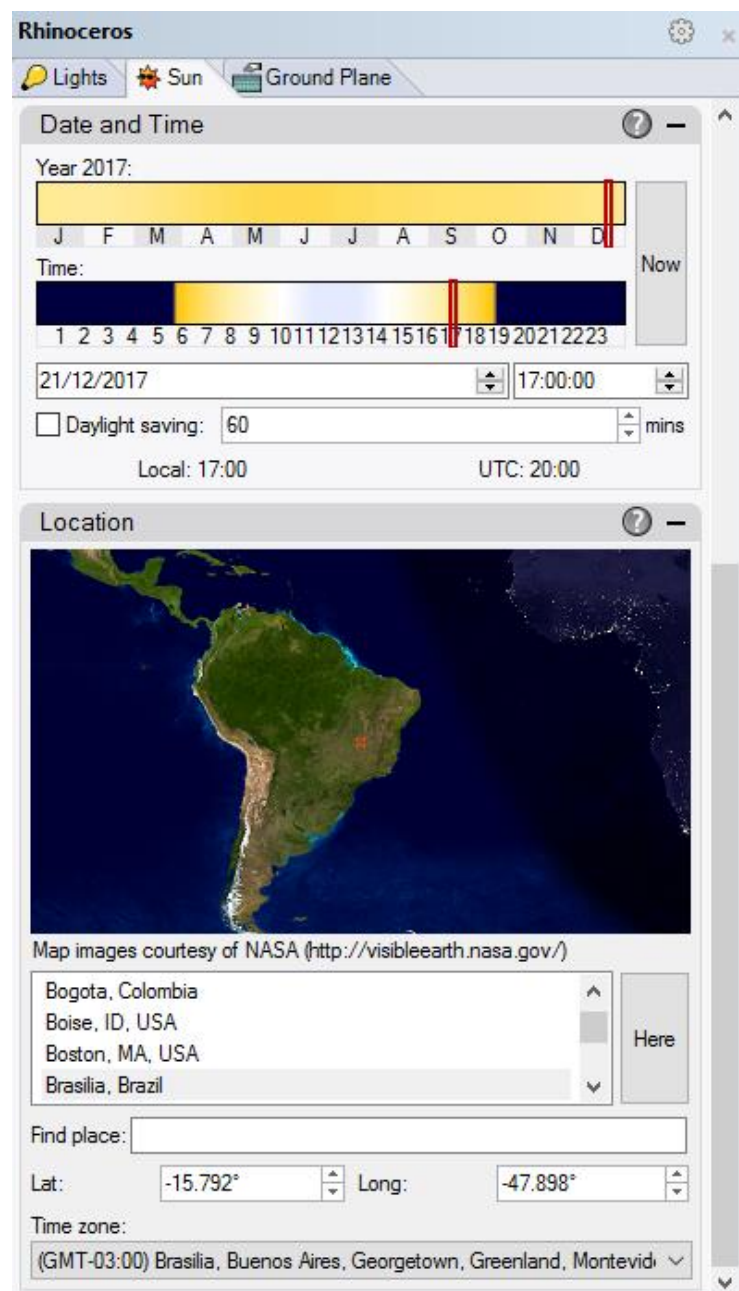 Rhinoceros
Lights Sun Ground Plane
Date and Time
Year 2017:
J F M A M J J A S O N D
Now
Time:
1 2 3 4 5 6 7 8 9 10 11 12 13 14 15 16 17 18 19 20 21 22 23
21/12/2017 17:00:00
Daylight saving: 60 mins
Local: 17:00 UTC: 20:00
Location
Map images courtesy of NASA (http://visibleearth.nasa.gov/)
Bogota, Colombia
Boise, ID, USA
Boston, MA, USA
Brasilia, Brazil
Here
Find place:
Lat: -15.792° Long: -47.898°
Time zone:
(GMT-03:00) Brasilia, Buenos Aires, Georgetown, Greenland, Montevid